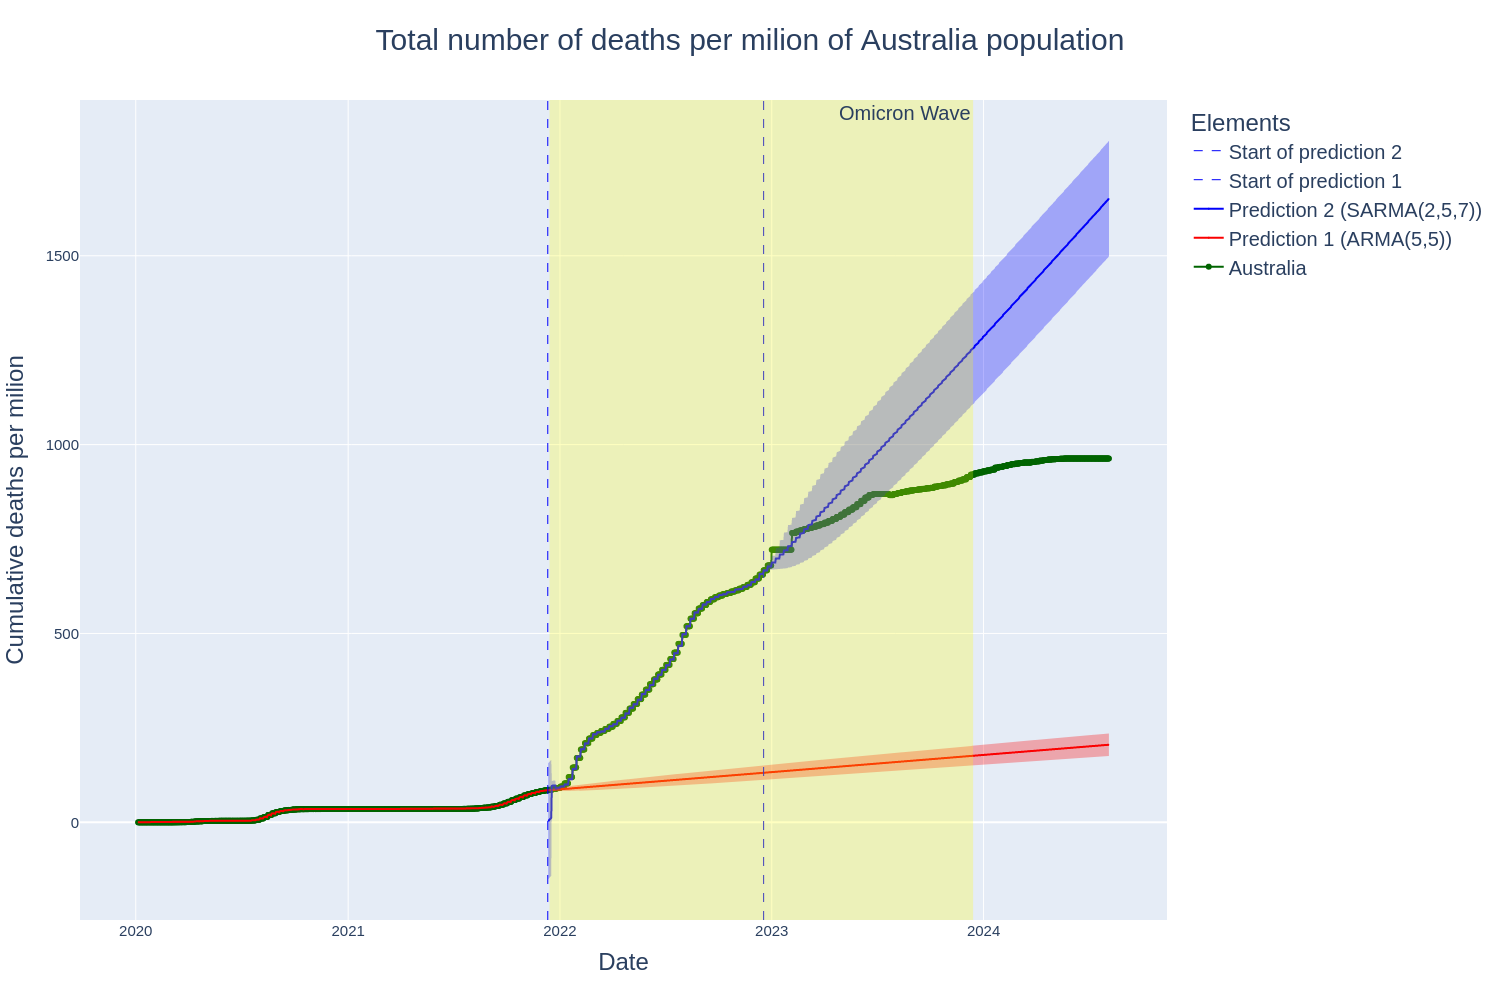 Total number of deaths per milion of Australia population
Omicron Wave
Elements
Start of prediction 2
Start of prediction 1
Prediction 2 (SARMA(2,5,7))
Prediction 1 (ARMA(5,5))
Australia
Cumulative deaths per milion
1500
1000
500
0
2020
2021
2022
2023
2024
Date